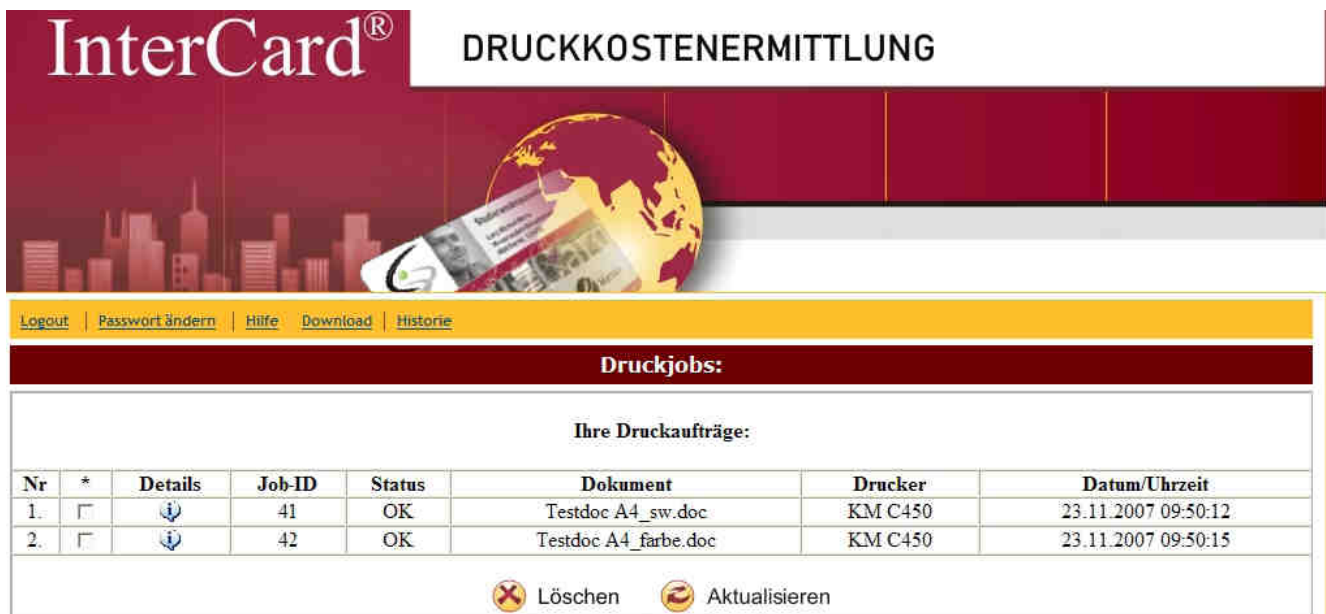 InterCard®
DRUCKKOSTENERMITTLUNG
Logout | Passwort ändern | Hilfe Download | Historie
Druckjobs:
Ihre Druckaufträge:
Nr * Details Job-ID Status Dokument Drucker Datum/Uhrzeit
1. 41 OK Testdoc A4_sw.doc KM C450 23.11.2007 09:50:12
2. 42 OK Testdoc A4_farbe.doc KM C450 23.11.2007 09:50:15
Löschen Aktualisieren